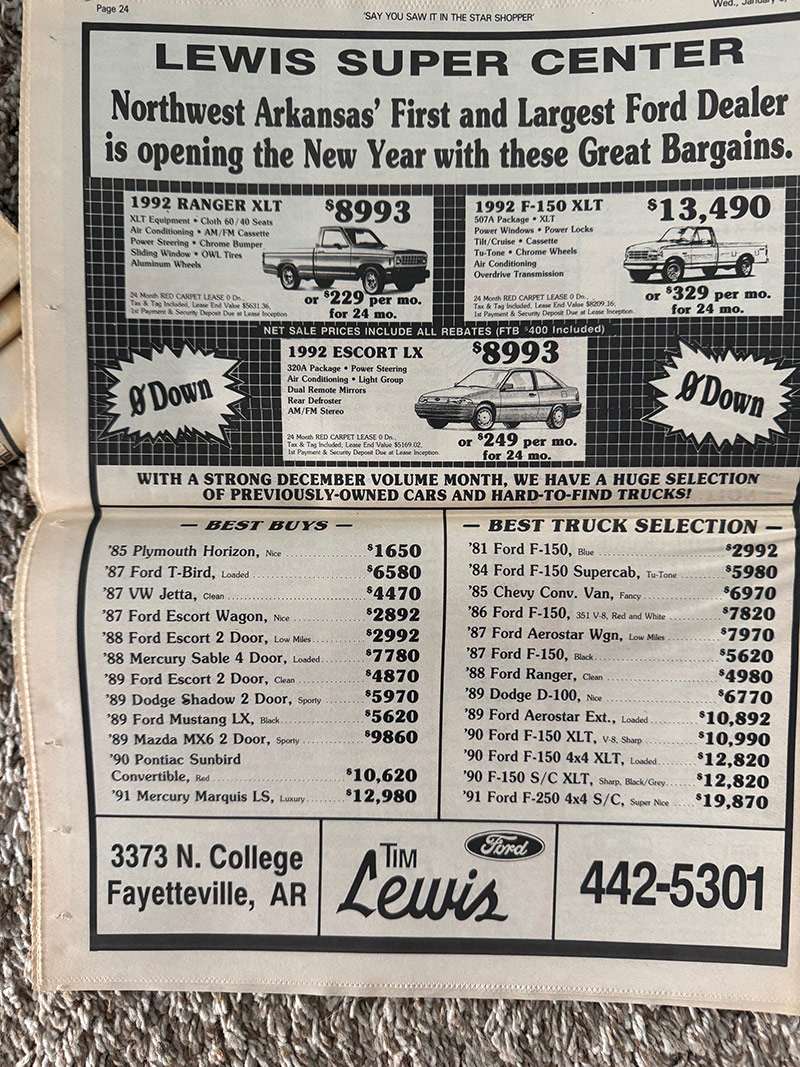 Page 24
'SAY YOU SAW IT IN THE STAR SHOPPER'
Wed., January
LEWIS SUPER CENTER
Northwest Arkansas' First and Largest Ford Dealer
is opening the New Year with these Great Bargains.
1992 RANGER XLT $8993
XLT Equipment • Cloth 60/40 Seats
Air Conditioning • AM/FM Cassette
Power Steering • Chrome Bumper
Sliding Window • OWL Tires
Aluminum Wheels
24 Month RED CARPET LEASE 0 Dn.,
Tax & Tag Included, Lease End Value $5631.36,
1st Payment & Security Deposit Due at Lease Inception.
or $229 per mo.
for 24 mo.
1992 F-150 XLT $13,490
507A Package • XLT
Power Windows • Power Locks
Tilt/Cruise • Cassette
Tu-Tone • Chrome Wheels
Air Conditioning
Overdrive Transmission
24 Month RED CARPET LEASE 0 Dn.,
Tax & Tag Included, Lease End Value $8209.16,
1st Payment & Security Deposit Due at Lease Inception.
or $329 per mo.
for 24 mo.
NET SALE PRICES INCLUDE ALL REBATES (FTB $400 Included)
0' Down
1992 ESCORT LX $8993
320A Package • Power Steering
Air Conditioning • Light Group
Dual Remote Mirrors
Rear Defroster
AM/FM Stereo
24 Month RED CARPET LEASE 0 Dn.,
Tax & Tag Included, Lease End Value $5169.02,
1st Payment & Security Deposit Due at Lease Inception.
or $249 per mo.
for 24 mo.
0' Down
WITH A STRONG DECEMBER VOLUME MONTH, WE HAVE A HUGE SELECTION
OF PREVIOUSLY-OWNED CARS AND HARD-TO-FIND TRUCKS!
— BEST BUYS —
'85 Plymouth Horizon, Nice ........ $1650
'87 Ford T-Bird, Loaded ........ $6580
'87 VW Jetta, Clean ........ $4470
'87 Ford Escort Wagon, Nice ........ $2892
'88 Ford Escort 2 Door, Low Miles ........ $2992
'88 Mercury Sable 4 Door, Loaded ........ $7780
'89 Ford Escort 2 Door, Clean ........ $4870
'89 Dodge Shadow 2 Door, Sporty ........ $5970
'89 Ford Mustang LX, Black ........ $5620
'89 Mazda MX6 2 Door, Sporty ........ $9860
'90 Pontiac Sunbird
Convertible, Red ........ $10,620
'91 Mercury Marquis LS, Luxury ........ $12,980
— BEST TRUCK SELECTION —
'81 Ford F-150, Blue ........ $2992
'84 Ford F-150 Supercab, Tu-Tone ........ $5980
'85 Chevy Conv. Van, Fancy ........ $6970
'86 Ford F-150, 351 V-8, Red and White ........ $7820
'87 Ford Aerostar Wgn, Low Miles ........ $7970
'87 Ford F-150, Black ........ $5620
'88 Ford Ranger, Clean ........ $4980
'89 Dodge D-100, Nice ........ $6770
'89 Ford Aerostar Ext., Loaded ........ $10,892
'90 Ford F-150 XLT, V-8, Sharp ........ $10,990
'90 Ford F-150 4x4 XLT, Loaded ........ $12,820
'90 F-150 S/C XLT, Sharp, Black/Grey ........ $12,820
'91 Ford F-250 4x4 S/C, Super Nice ........ $19,870
3373 N. College
Fayetteville, AR
TIM
Lewis
Ford
442-5301